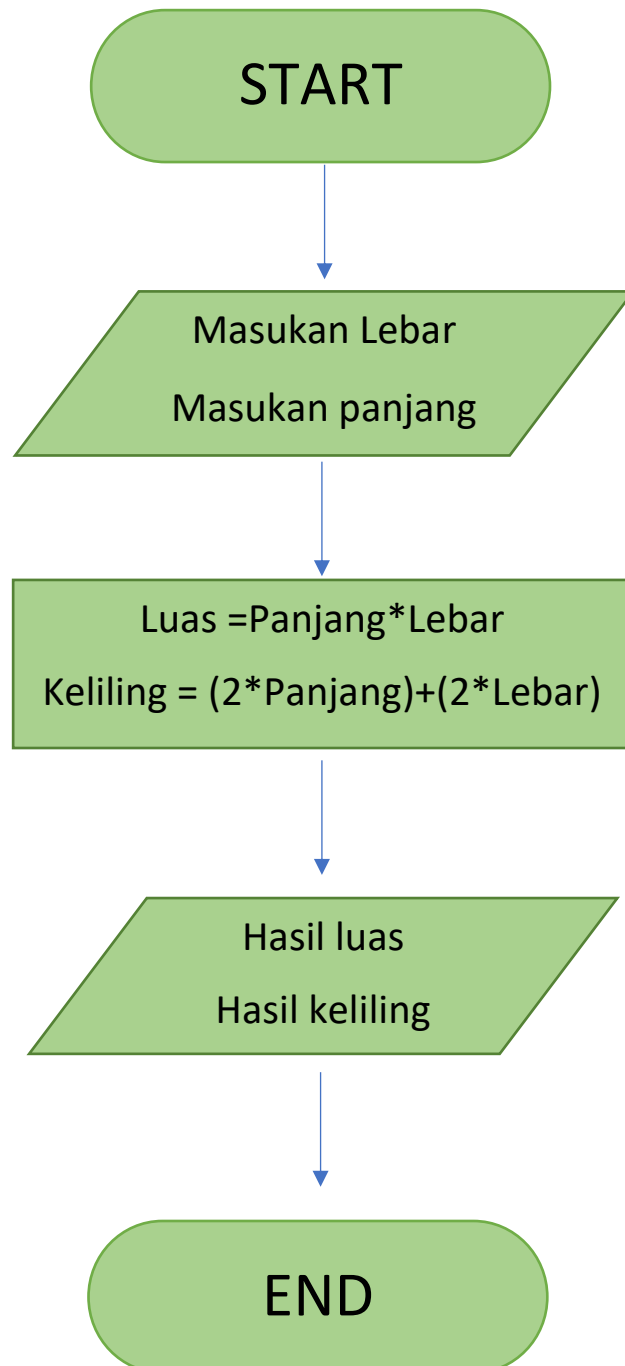 START
Masukan Lebar
Masukan panjang
Luas =Panjang*Lebar
Keliling = (2*Panjang)+(2*Lebar)
Hasil luas
Hasil keliling
END